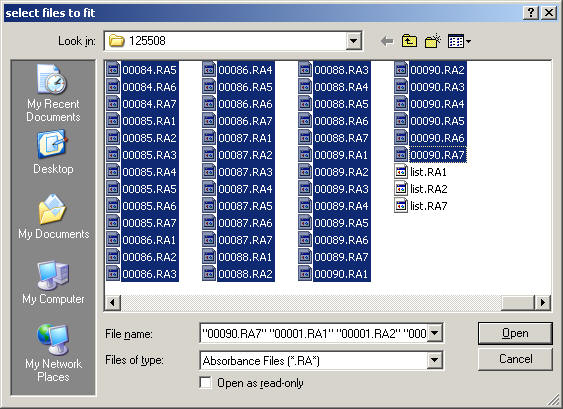 select files to fit
Look in:
125508
My Recent
Documents
Desktop
My Documents
My Computer
My Network
Places
00084.RA5
00084.RA6
00084.RA7
00085.RA1
00085.RA2
00085.RA3
00085.RA4
00085.RA5
00085.RA6
00085.RA7
00086.RA1
00086.RA2
00086.RA3
00086.RA4
00086.RA5
00086.RA6
00086.RA7
00087.RA1
00087.RA2
00087.RA3
00087.RA4
00087.RA5
00087.RA6
00087.RA7
00088.RA1
00088.RA2
00088.RA3
00088.RA4
00088.RA5
00088.RA6
00088.RA7
00089.RA1
00089.RA2
00089.RA3
00089.RA4
00089.RA5
00089.RA6
00089.RA7
00090.RA1
00090.RA2
00090.RA3
00090.RA4
00090.RA5
00090.RA6
00090.RA7
list.RA1
list.RA2
list.RA7
File name:
"00090.RA7" "00001.RA1" "00001.RA2" "000
Open
Files of type:
Absorbance Files (*.RA*)
Cancel
Open as read-only